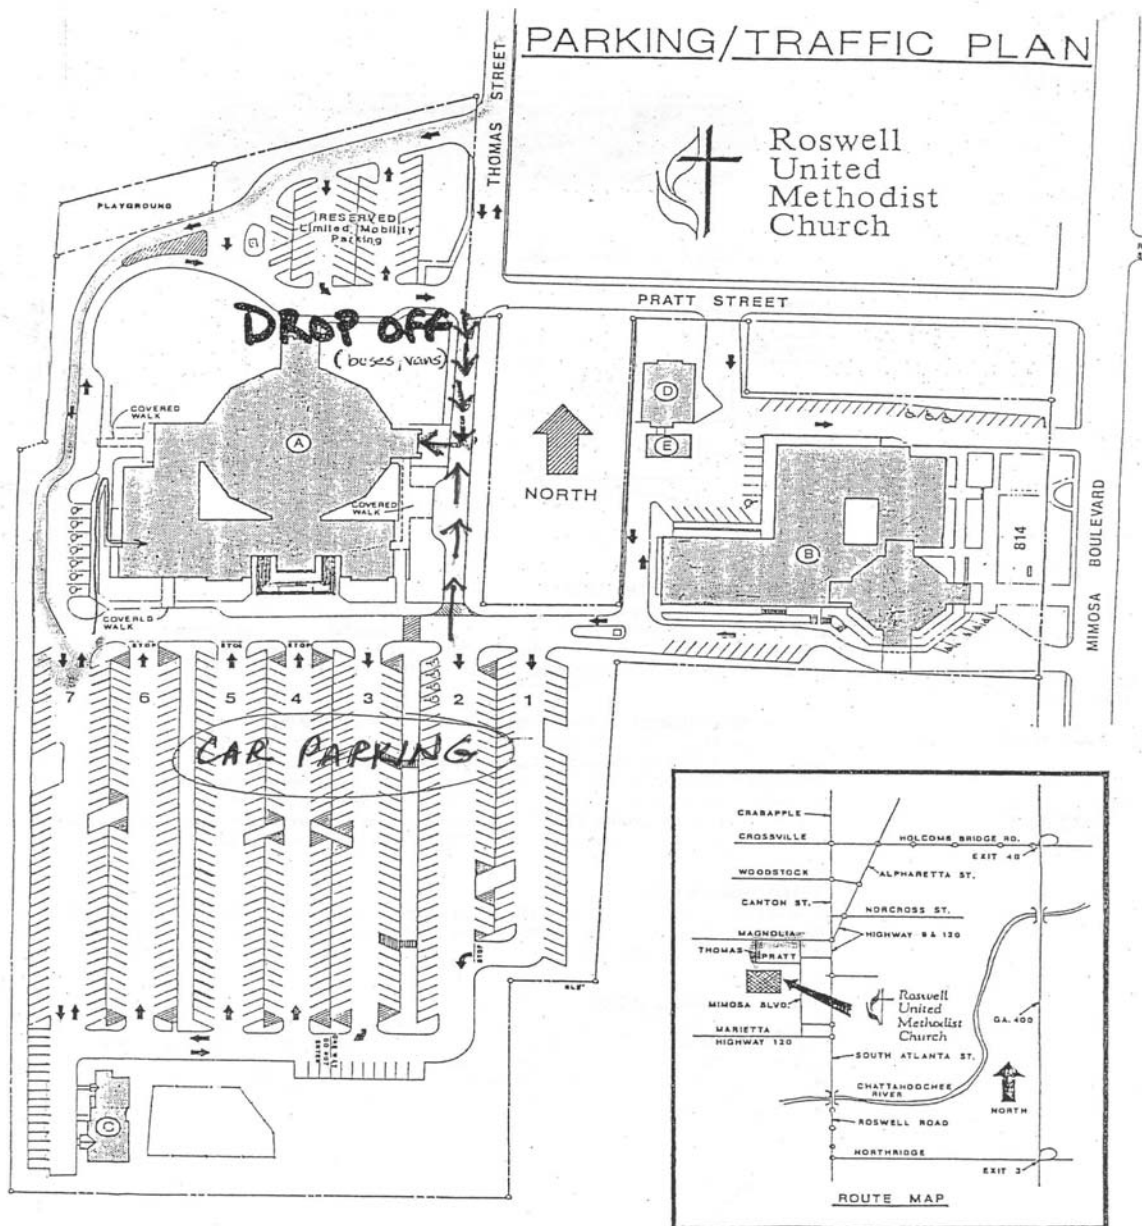 PARKING/TRAFFIC PLAN
THOMAS STREET
Roswell
United
Methodist
Church
PLAYGROUND
RESERVED
Limited Mobility
Parking
PRATT STREET
DROP OFF
(buses, vans)
COVERED
WALK
A
D
E
NORTH
COVERED
WALK
B
814
MIMOSA BOULEVARD
COVERED
WALK
STOP
STOP
STOP
7
6
5
4
3
2
1
CAR PARKING
STOP
DO NOT
ENTER
C
CRABAPPLE
CROSSVILLE
HOLCOMB BRIDGE RD.
EXIT 40
WOODSTOCK
ALPHARETTA ST.
CANTON ST.
NORCROSS ST.
MAGNOLIA
HIGHWAY 9 & 120
THOMAS
PRATT
MIMOSA BLVD.
Roswell
United
Methodist
Church
GA. 400
MARIETTA
HIGHWAY 120
SOUTH ATLANTA ST.
CHATTAHOOCHEE
RIVER
NORTH
ROSWELL ROAD
NORTHRIDGE
EXIT 3
ROUTE MAP